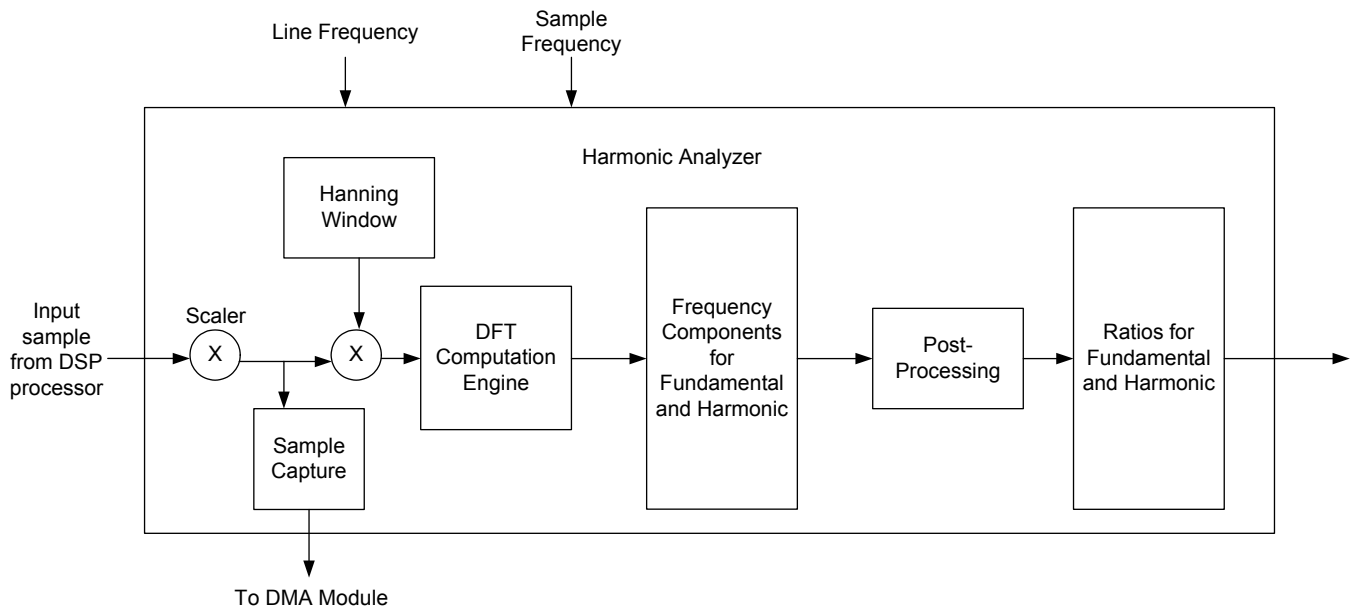 Line Frequency
Sample
Frequency
Harmonic Analyzer
Hanning
Window
Input
sample
from DSP
processor
Scaler
X
X
DFT
Computation
Engine
Frequency
Components
for
Fundamental
and Harmonic
Post-
Processing
Ratios for
Fundamental
and Harmonic
Sample
Capture
To DMA Module